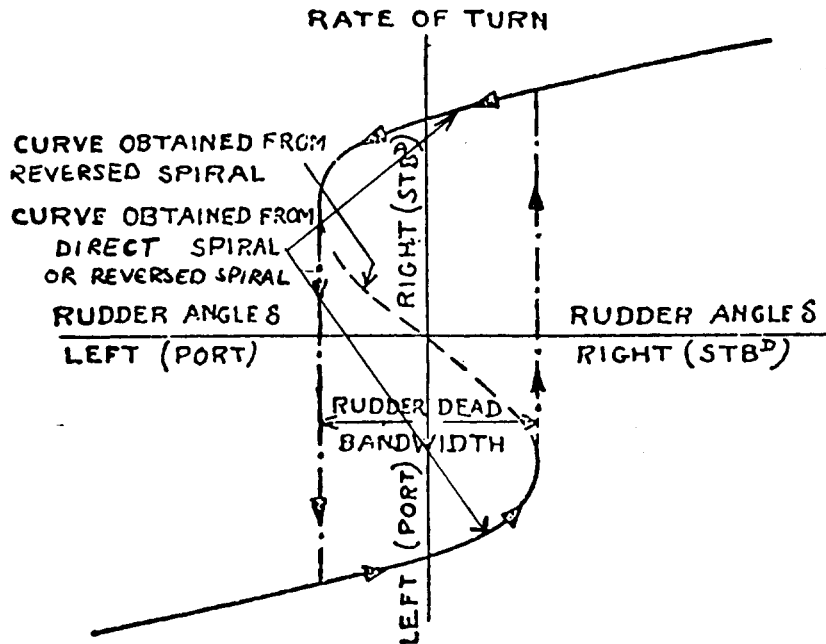 RATE OF TURN
CURVE OBTAINED FROM
REVERSED SPIRAL
CURVE OBTAINED FROM
DIRECT SPIRAL
OR REVERSED SPIRAL
RIGHT (STBD)
RUDDER ANGLE δ
LEFT (PORT)
RUDDER ANGLE δ
RIGHT (STBD)
RUDDER DEAD
BANDWIDTH
LEFT (PORT)